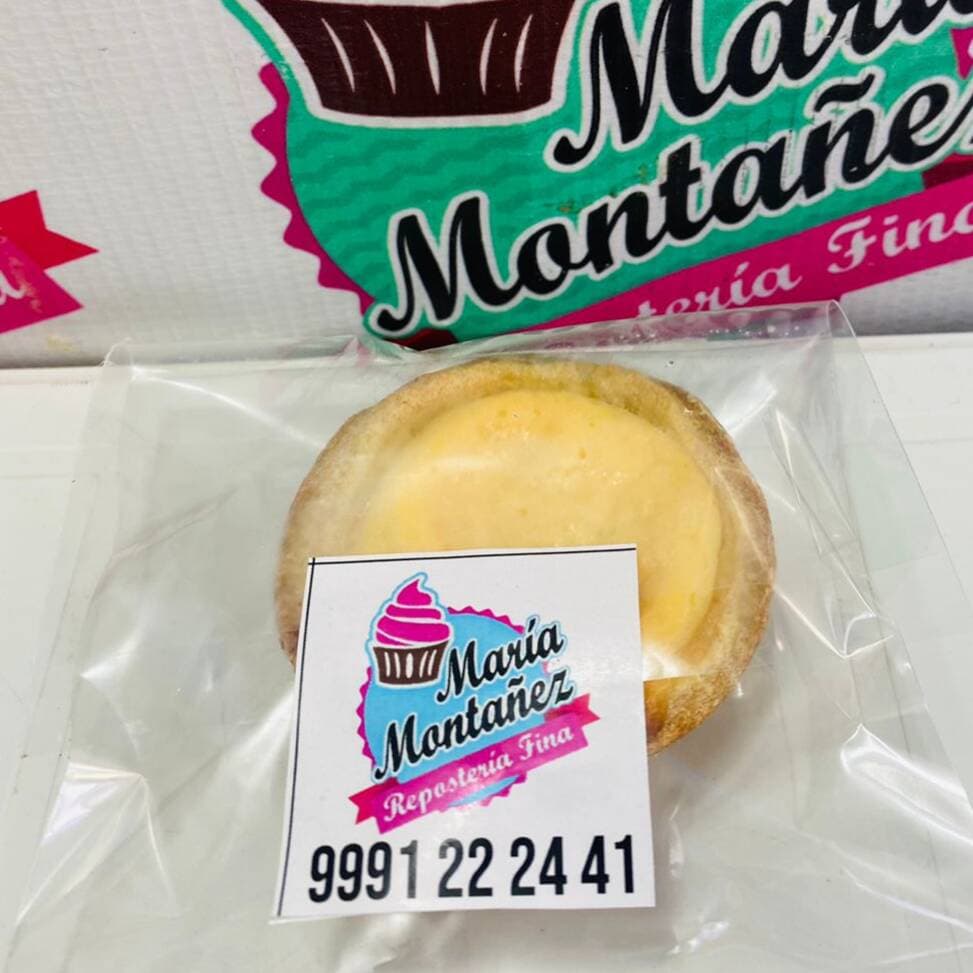 Montañez
María
Montañez
Repostería Fina
9991 22 24 41